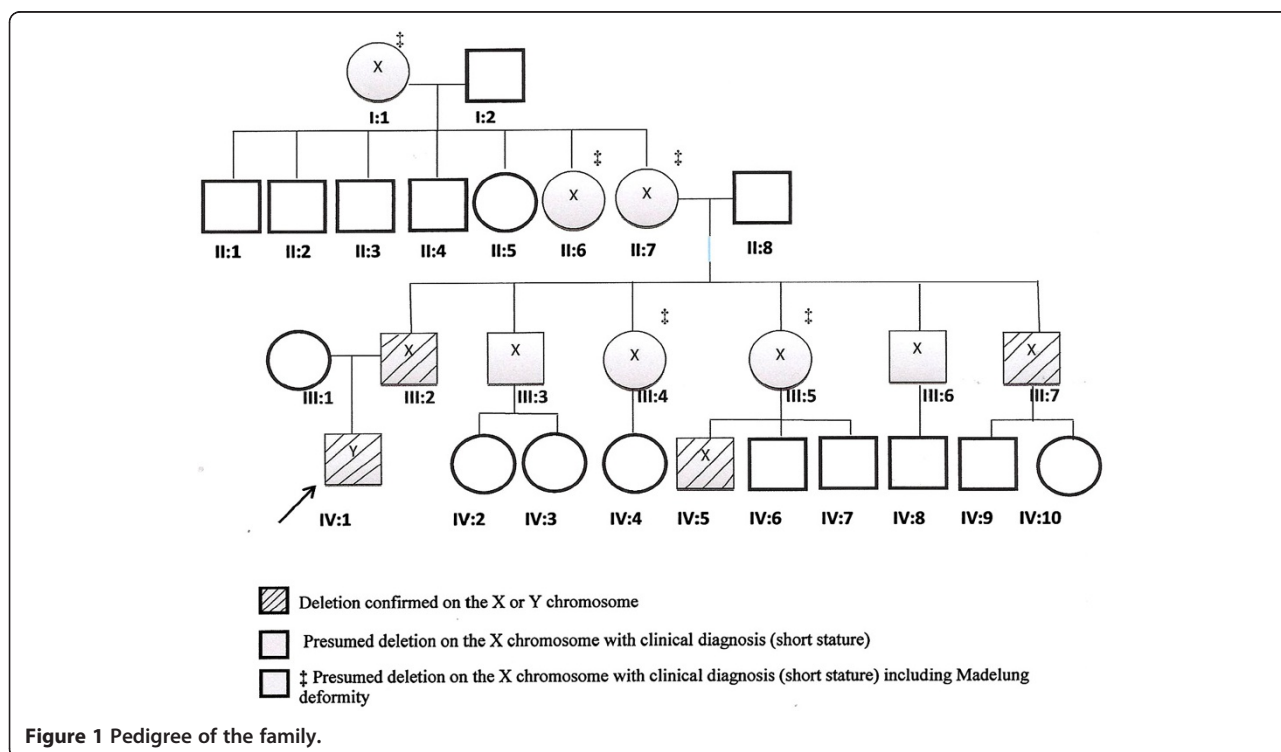 ‡
X
I:1 I:2
‡ ‡
X X
II:1 II:2 II:3 II:4 II:5 II:6 II:7 II:8
‡ ‡
X X X X X X
III:1 III:2 III:3 III:4 III:5 III:6 III:7
Y X
IV:1 IV:2 IV:3 IV:4 IV:5 IV:6 IV:7 IV:8 IV:9 IV:10
Deletion confirmed on the X or Y chromosome
Presumed deletion on the X chromosome with clinical diagnosis (short stature)
‡ Presumed deletion on the X chromosome with clinical diagnosis (short stature) including Madelung
deformity
Figure 1 Pedigree of the family.